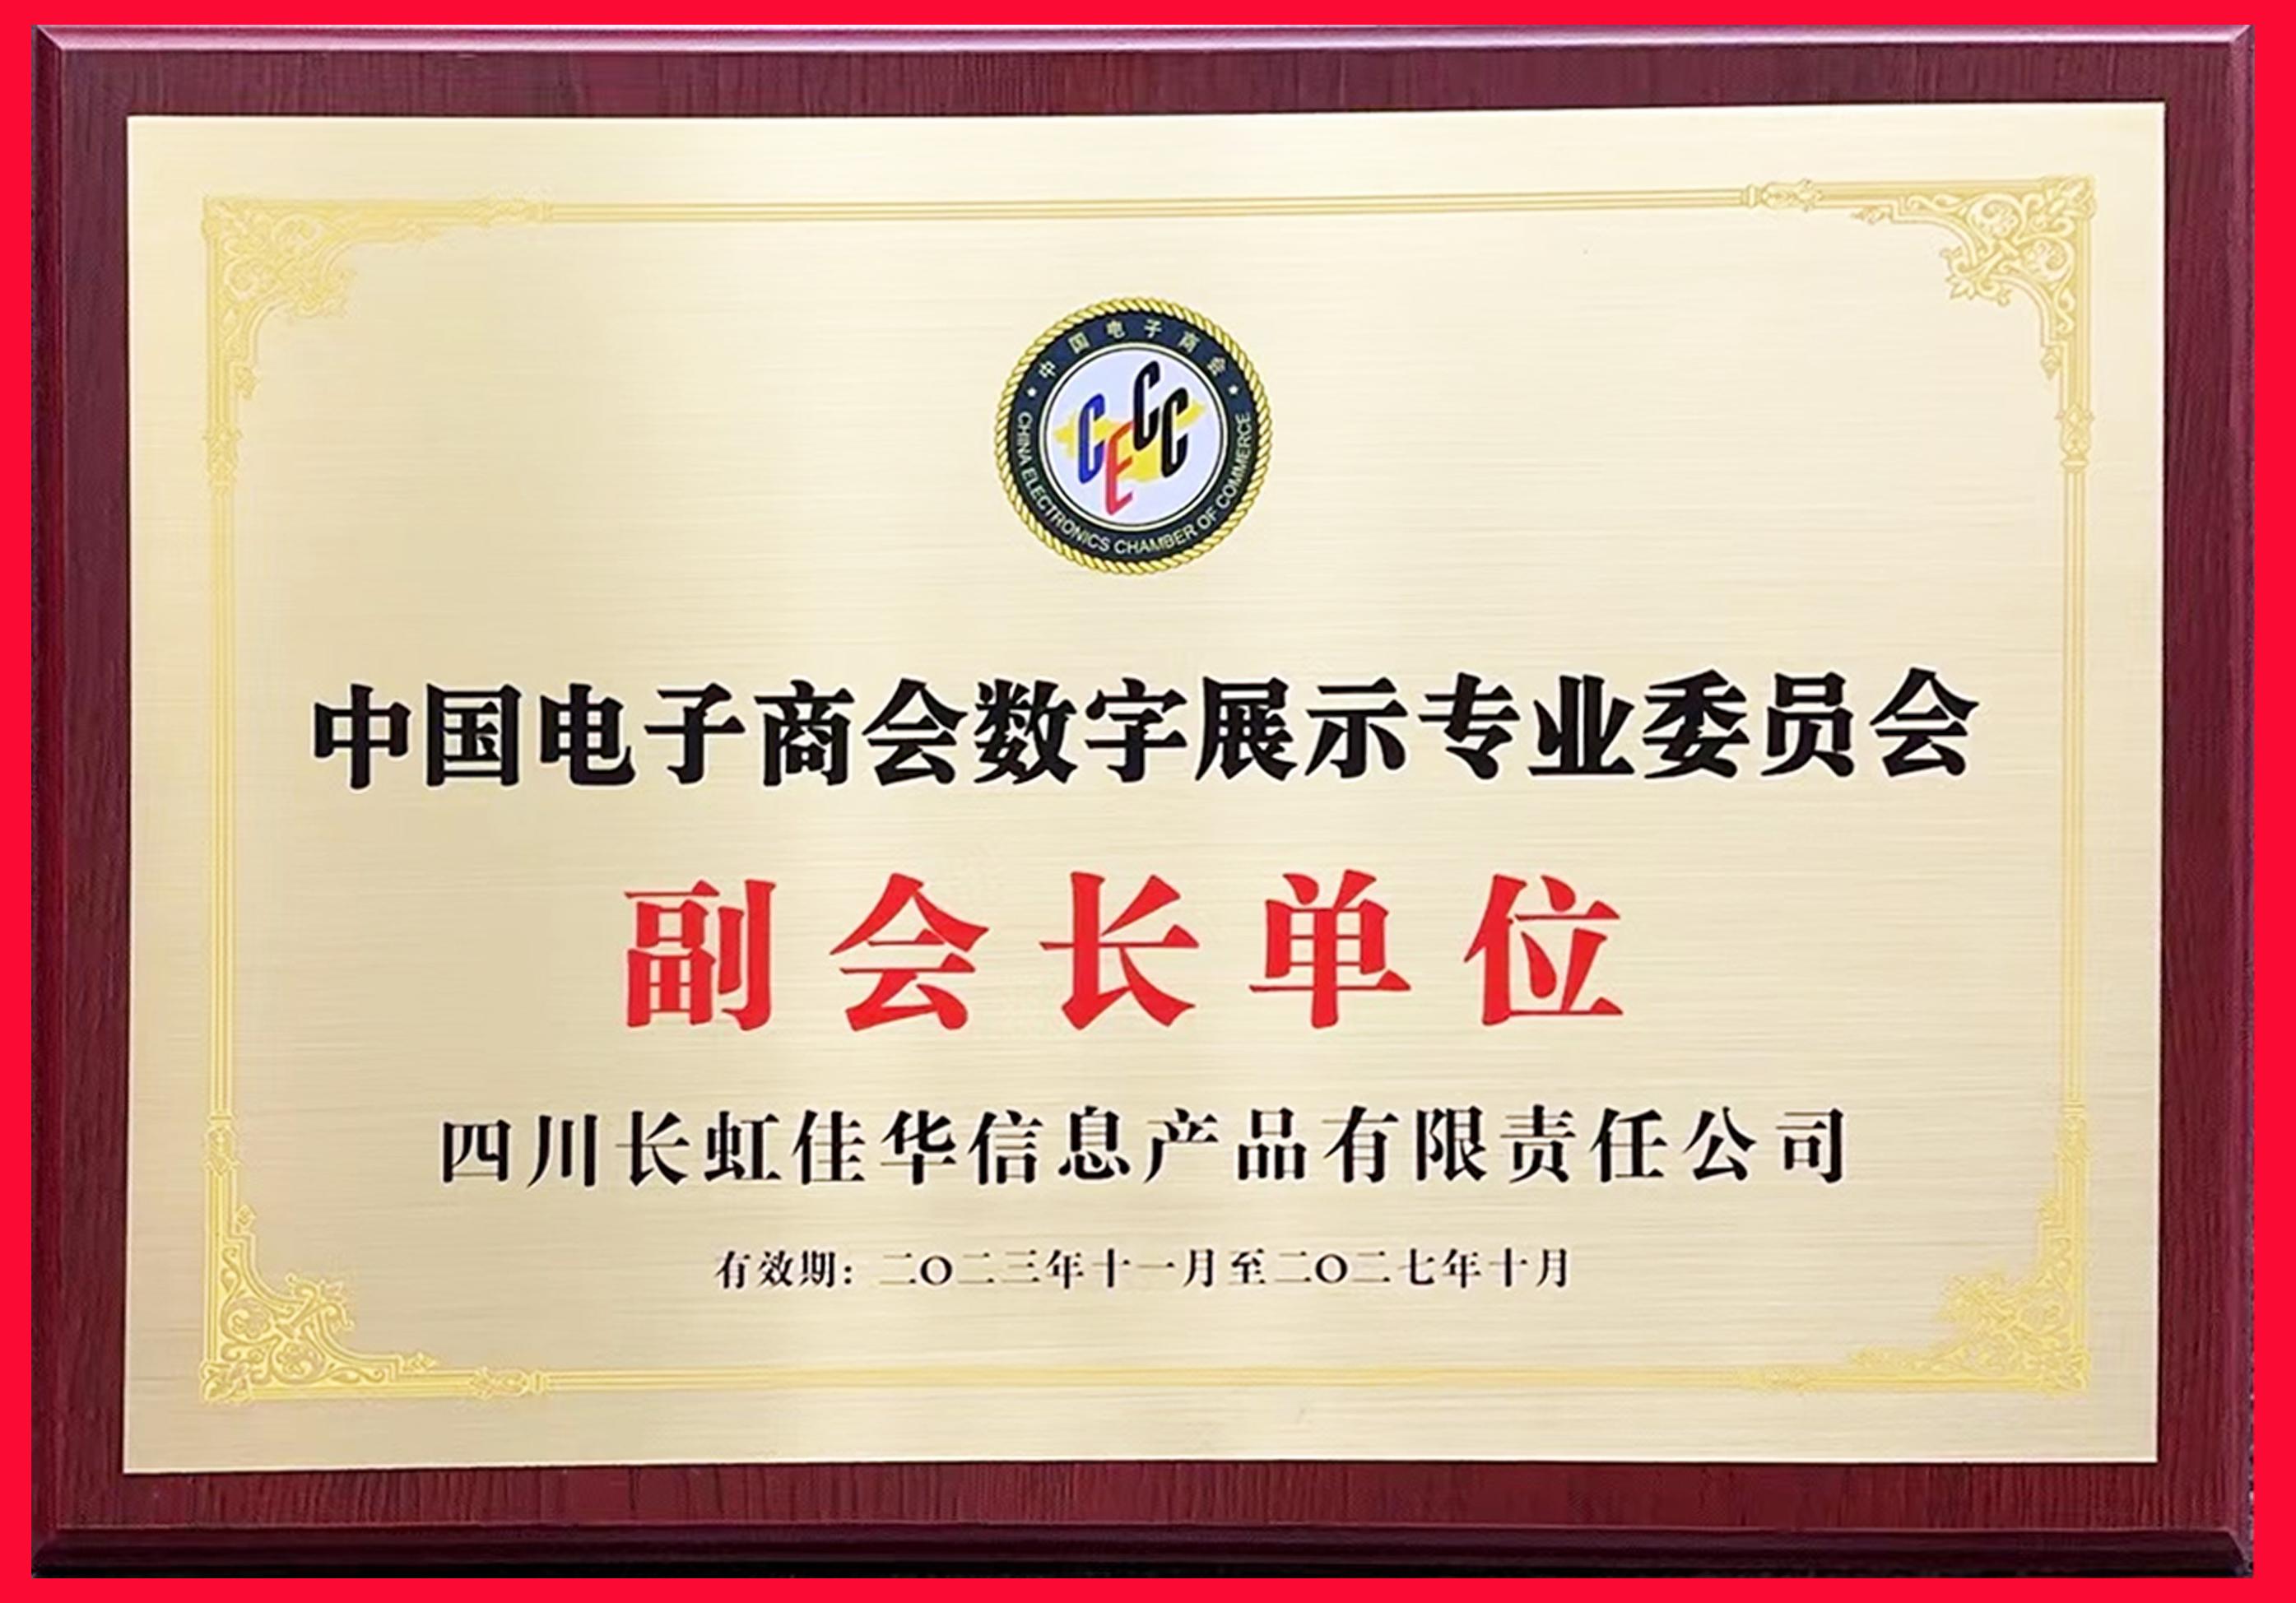 中国电子商会
CECC
CHINA ELECTRONICS CHAMBER OF COMMERCE
中国电子商会数字展示专业委员会
副会长单位
四川长虹佳华信息产品有限责任公司
有效期：二〇二三年十一月至二〇二七年十月